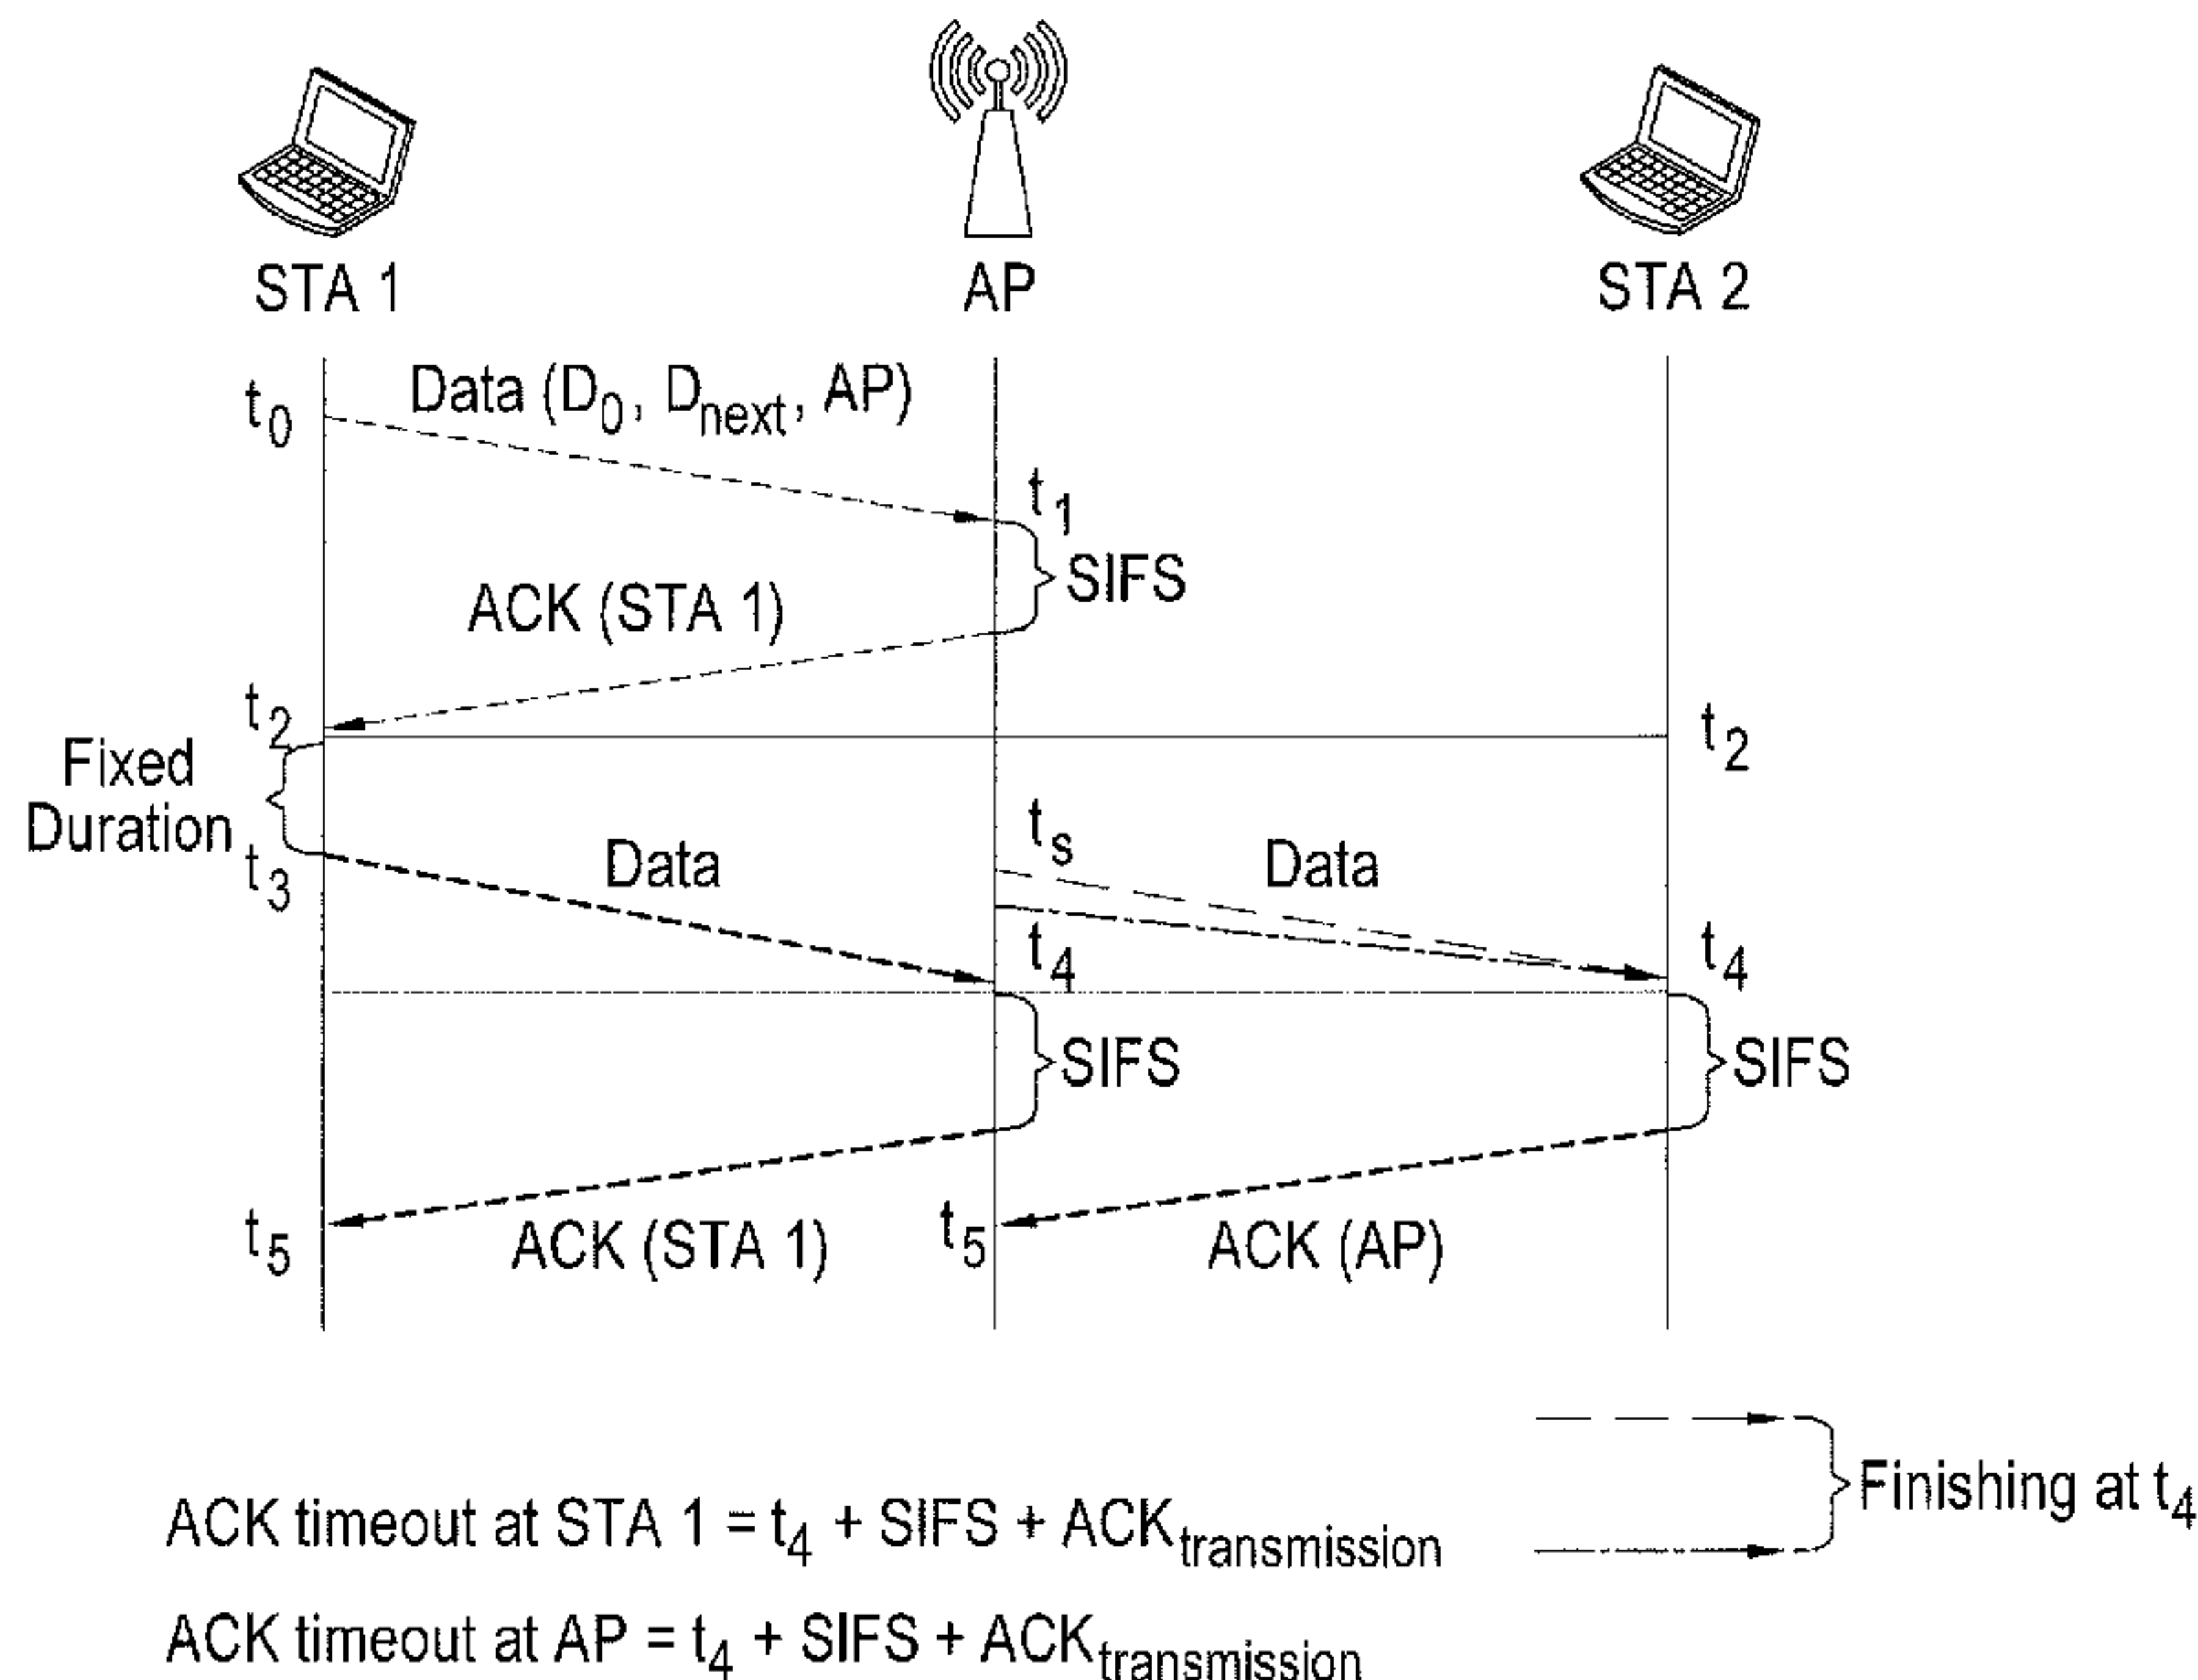 STA 1
AP
STA 2
t0
Data (D0, Dnext, AP)
t1
SIFS
ACK (STA 1)
t2
t2
Fixed
Duration
ts
t3
Data
Data
t4
t4
SIFS
SIFS
t5
ACK (STA 1)
t5
ACK (AP)
Finishing at t4
ACK timeout at STA 1 = t4 + SIFS + ACKtransmission
ACK timeout at AP = t4 + SIFS + ACKtransmission